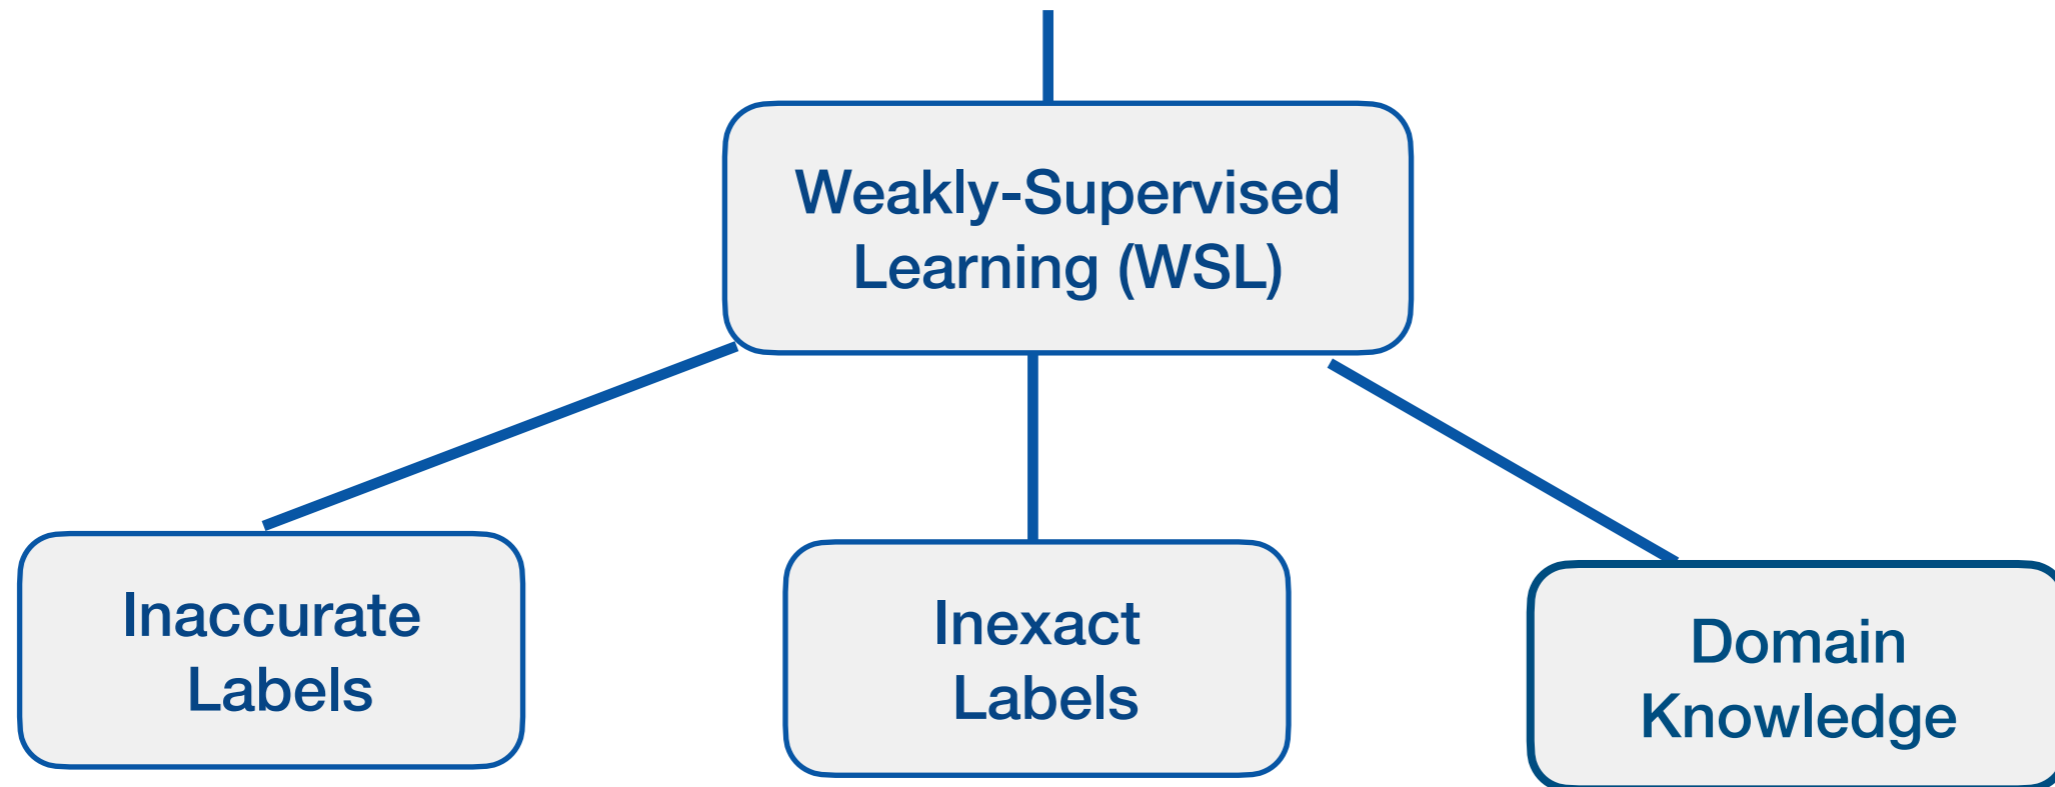 Weakly-Supervised
Learning (WSL)
Inaccurate
Labels
Inexact
Labels
Domain
Knowledge